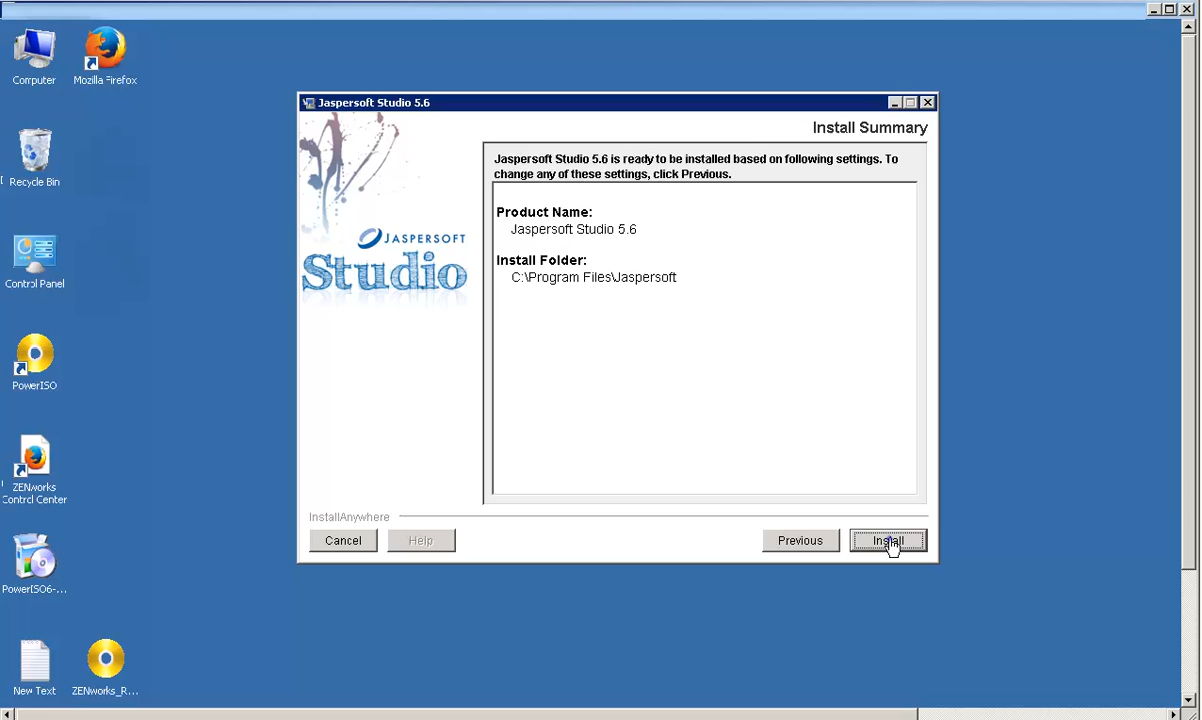 Computer
Mozilla Firefox
Recycle Bin
Control Panel
PowerISO
ZENworks
Control Center
PowerISO6-...
New Text
ZENworks_R...
Jaspersoft Studio 5.6
Install Summary
JASPERSOFT
Studio
Jaspersoft Studio 5.6 is ready to be installed based on following settings. To
change any of these settings, click Previous.
Product Name:
Jaspersoft Studio 5.6
Install Folder:
C:\Program Files\Jaspersoft
InstallAnywhere
Cancel
Help
Previous
Install